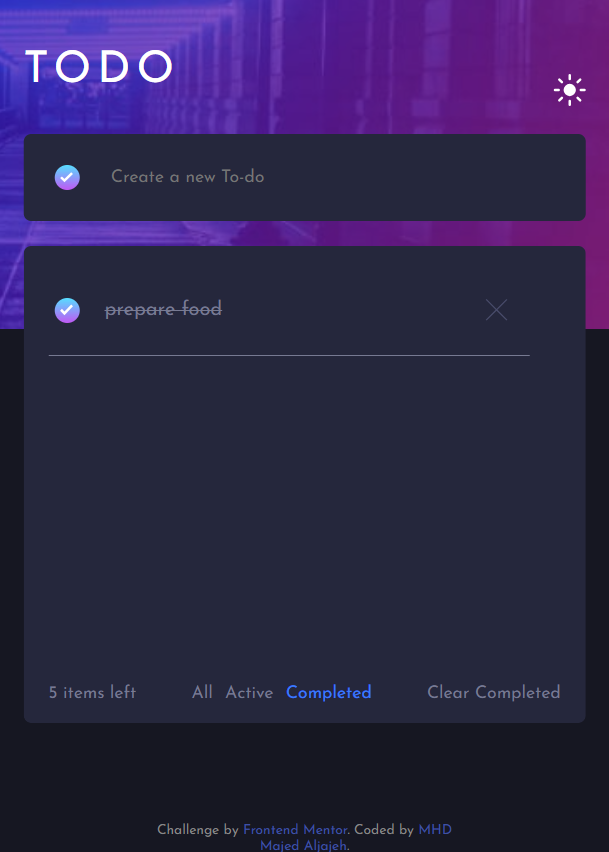 TODO
Create a new To-do
prepare food
5 items left All Active Completed Clear Completed
Challenge by Frontend Mentor. Coded by MHD
Majed Aljajeh.